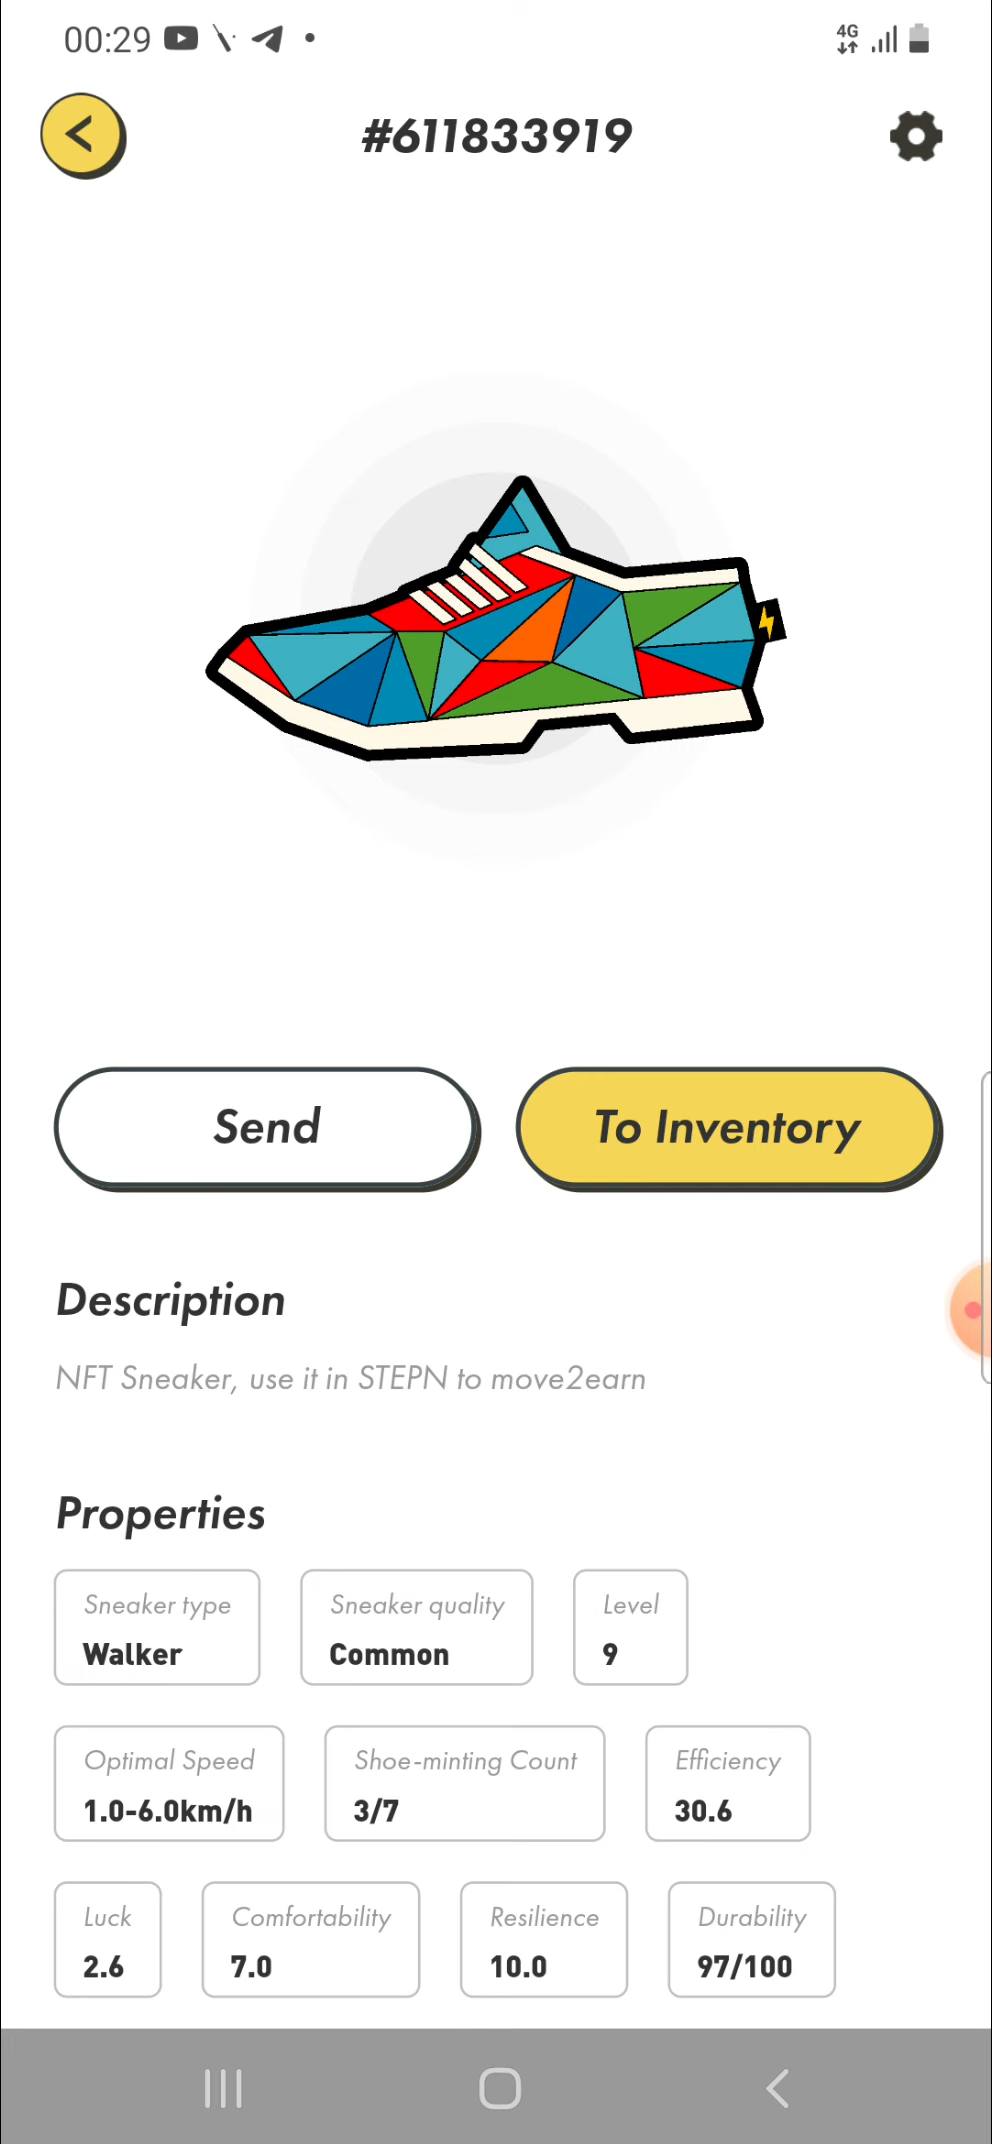 00:29
4G
#611833919
Send
To Inventory
Description
NFT Sneaker, use it in STEPN to move2earn
Properties
Sneaker type
Walker
Sneaker quality
Common
Level
9
Optimal Speed
1.0-6.0km/h
Shoe-minting Count
3/7
Efficiency
30.6
Luck
2.6
Comfortability
7.0
Resilience
10.0
Durability
97/100